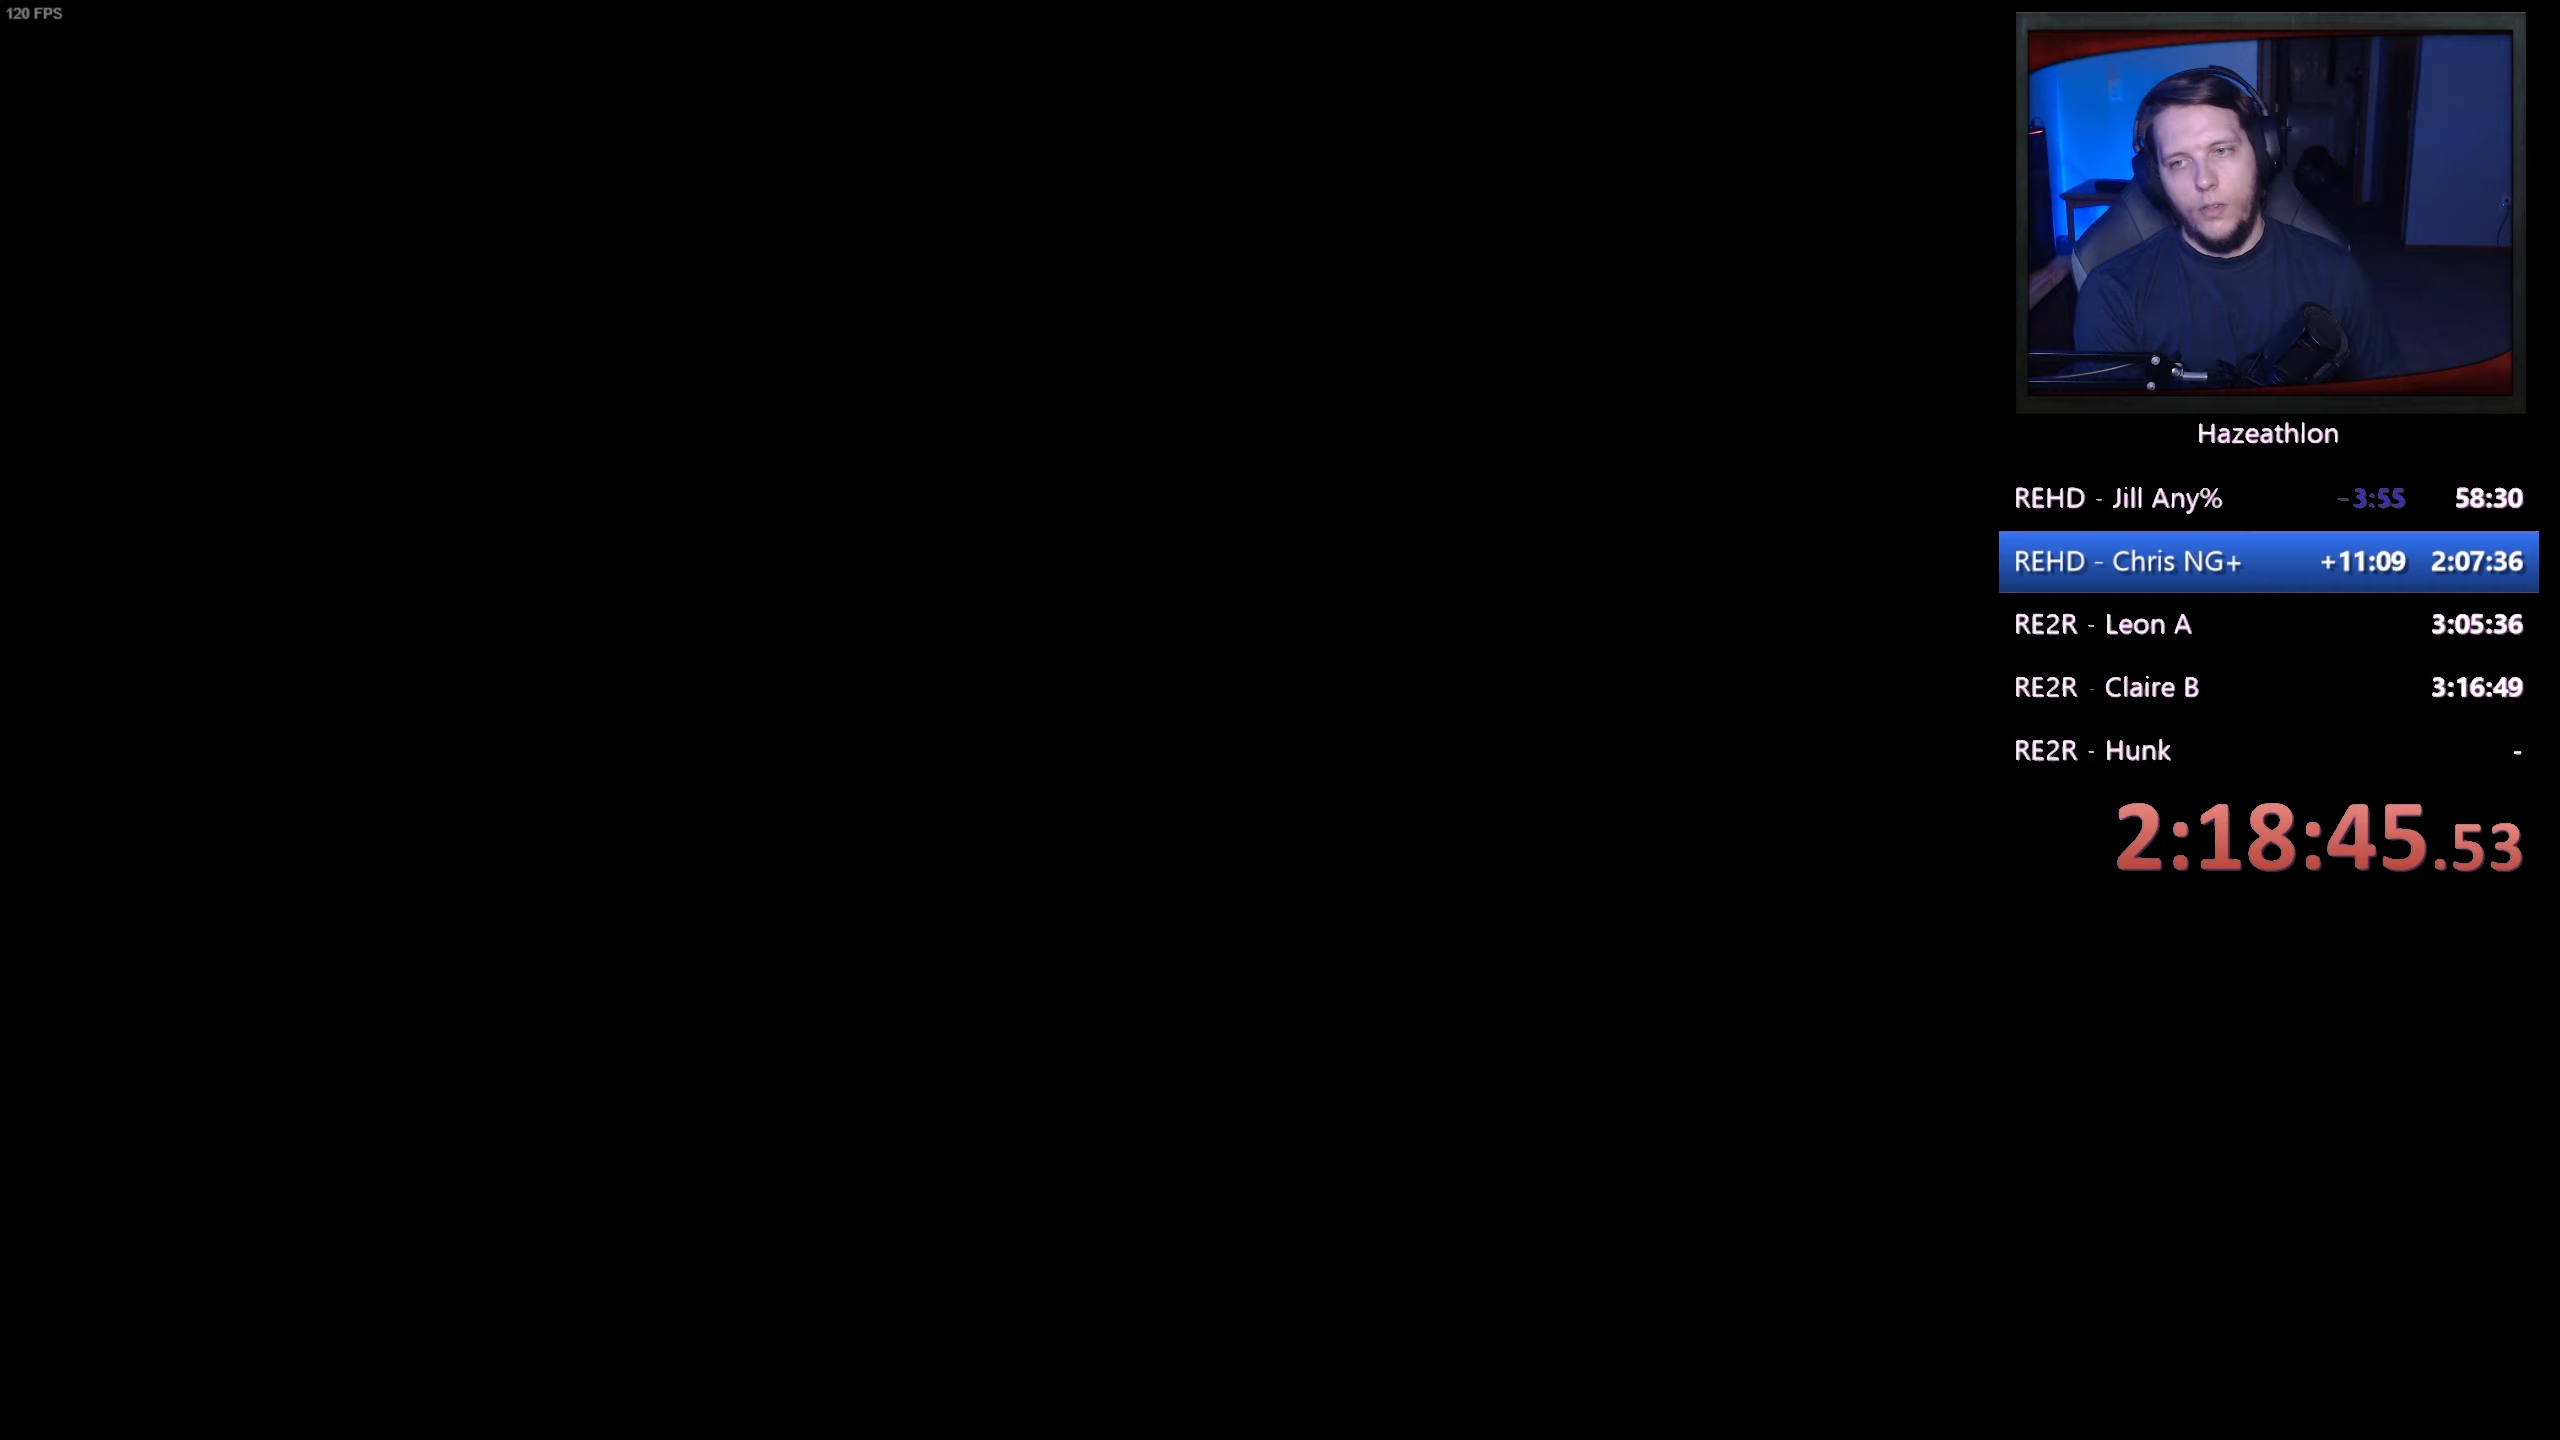 120 FPS
Hazeathlon
REHD - Jill Any% -3:55 58:30
REHD - Chris NG+ +11:09 2:07:36
RE2R - Leon A 3:05:36
RE2R - Claire B 3:16:49
RE2R - Hunk -
2:18:45.53